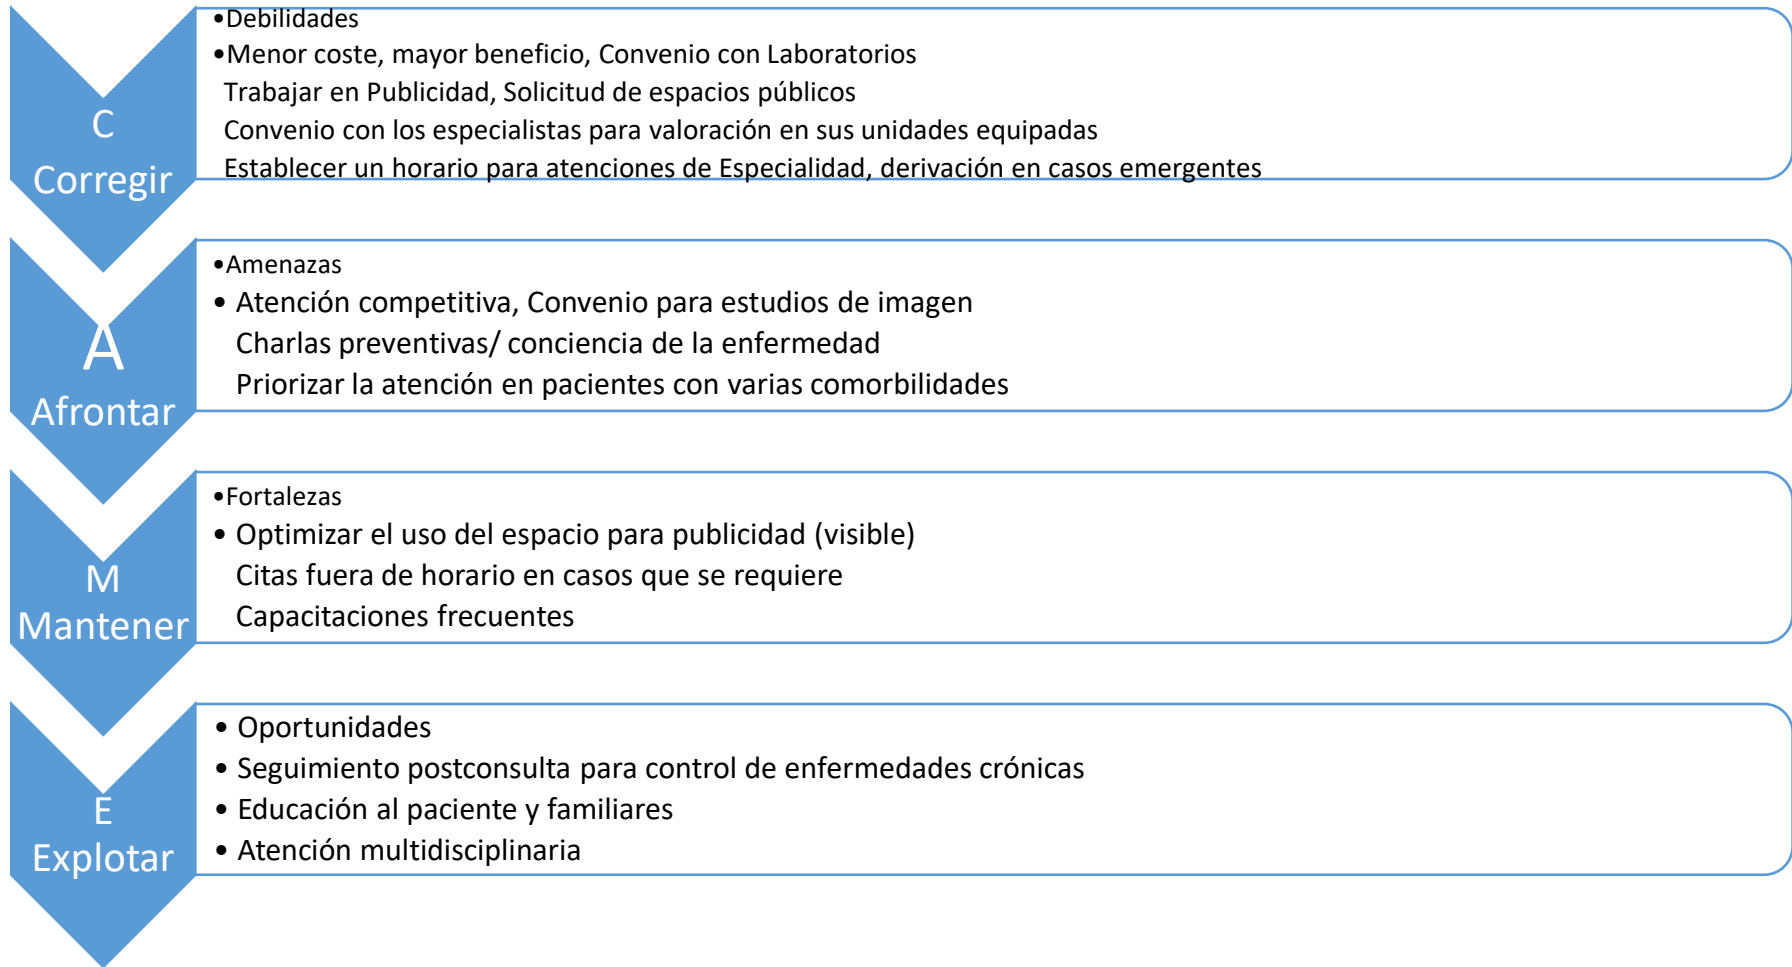 C
Corregir
•Debilidades
•Menor coste, mayor beneficio, Convenio con Laboratorios
Trabajar en Publicidad, Solicitud de espacios públicos
Convenio con los especialistas para valoración en sus unidades equipadas
Establecer un horario para atenciones de Especialidad, derivación en casos emergentes
A
Afrontar
•Amenazas
• Atención competitiva, Convenio para estudios de imagen
Charlas preventivas/ conciencia de la enfermedad
Priorizar la atención en pacientes con varias comorbilidades
M
Mantener
•Fortalezas
• Optimizar el uso del espacio para publicidad (visible)
Citas fuera de horario en casos que se requiere
Capacitaciones frecuentes
E
Explotar
• Oportunidades
• Seguimiento postconsulta para control de enfermedades crónicas
• Educación al paciente y familiares
• Atención multidisciplinaria